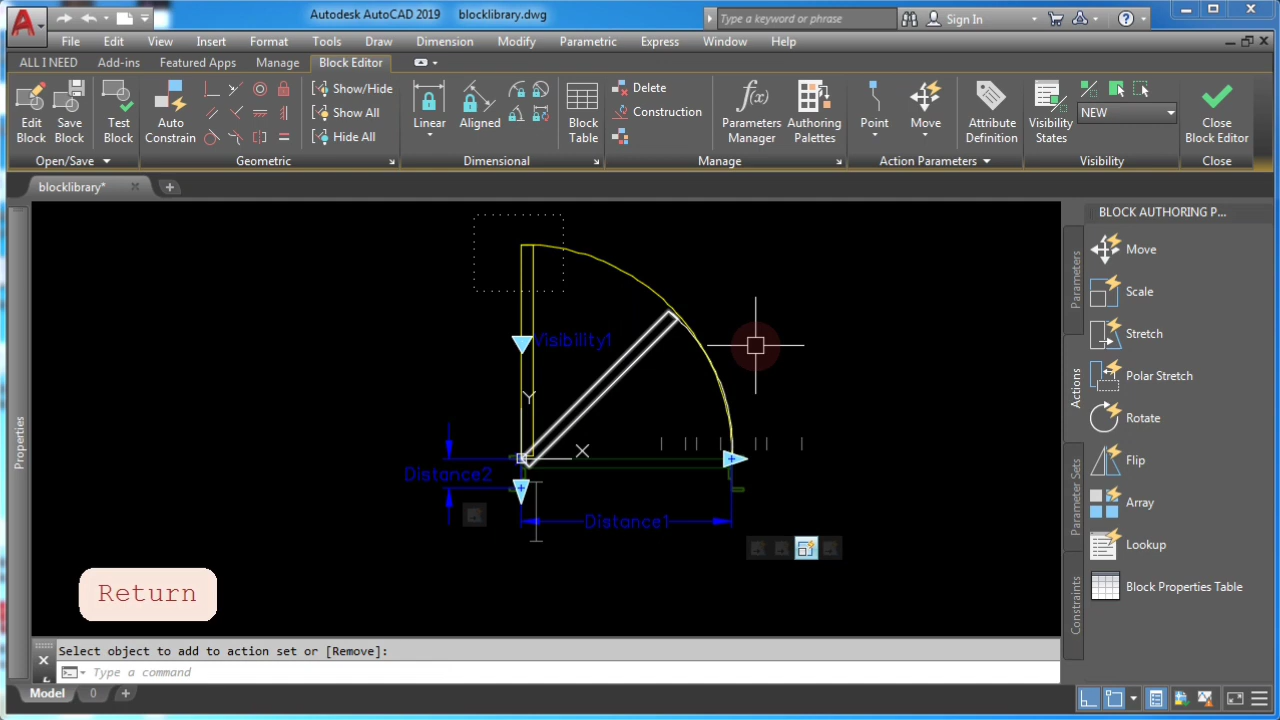 Autodesk AutoCAD 2019 blocklibrary.dwg
Type a keyword or phrase
Sign In
File Edit View Insert Format Tools Draw Dimension Modify Parametric Express Window Help
ALL I NEED Add-ins Featured Apps Manage Block Editor
Edit Block
Save Block
Test Block
Auto Constrain
Show/Hide
Show All
Hide All
Linear
Aligned
Block Table
Delete
Construction
Parameters Manager
Authoring Palettes
Point
Move
Attribute Definition
Visibility States
NEW
Close Block Editor
Open/Save Geometric Dimensional Manage Action Parameters Visibility Close
blocklibrary*
Properties
Visibility1
Y
X
Distance2
Distance1
Return
BLOCK AUTHORING P...
Parameters
Actions
Parameter Sets
Constraints
Move
Scale
Stretch
Polar Stretch
Rotate
Flip
Array
Lookup
Block Properties Table
Select object to add to action set or [Remove]:
Type a command
Model 0